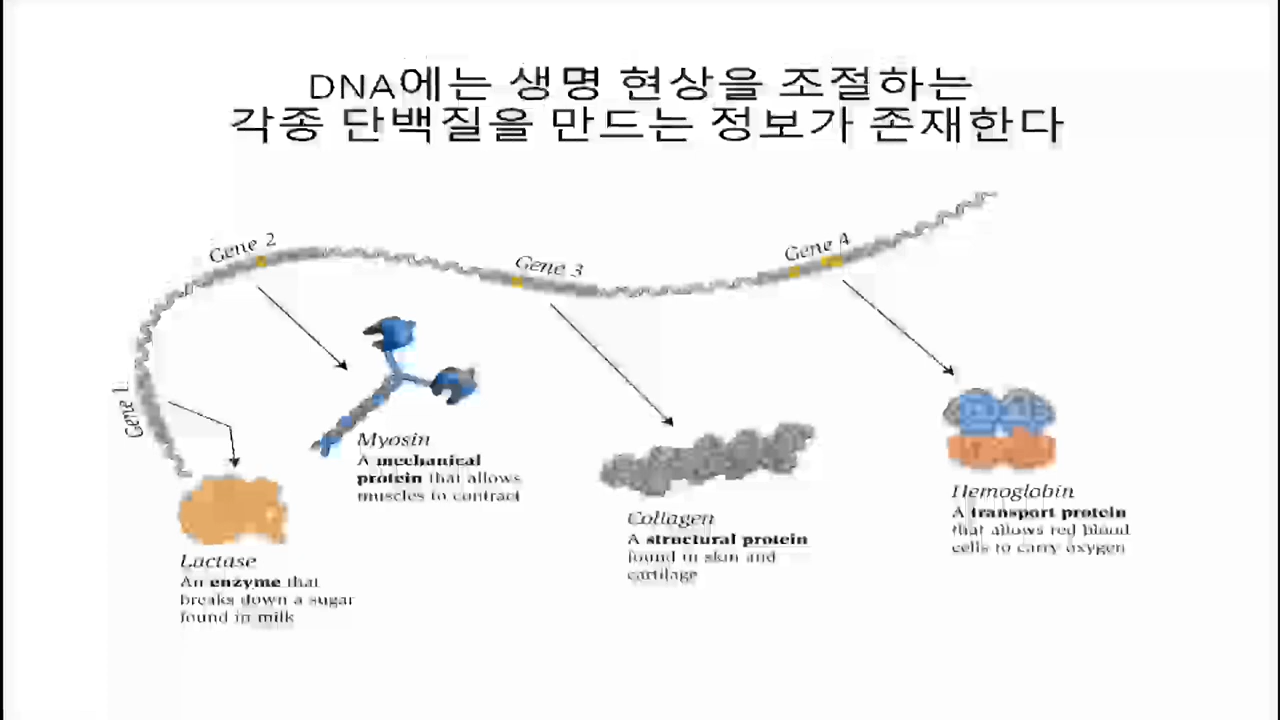 DNA에는 생명 현상을 조절하는
각종 단백질을 만드는 정보가 존재한다
Gene 2
Gene 3
Gene 4
Gene 1
Myosin
A mechanical
protein that allows
muscles to contract
Collagen
A structural protein
found in skin and
cartilage
Hemoglobin
A transport protein
that allows red blood
cells to carry oxygen
Lactase
An enzyme that
breaks down a sugar
found in milk